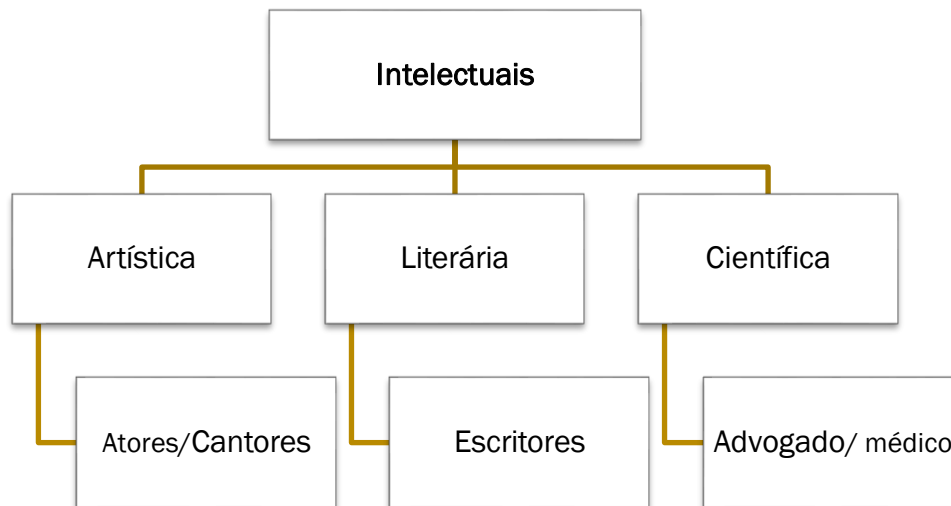 Intelectuais
Artística
Literária
Científica
Atores/Cantores
Escritores
Advogado/ médico